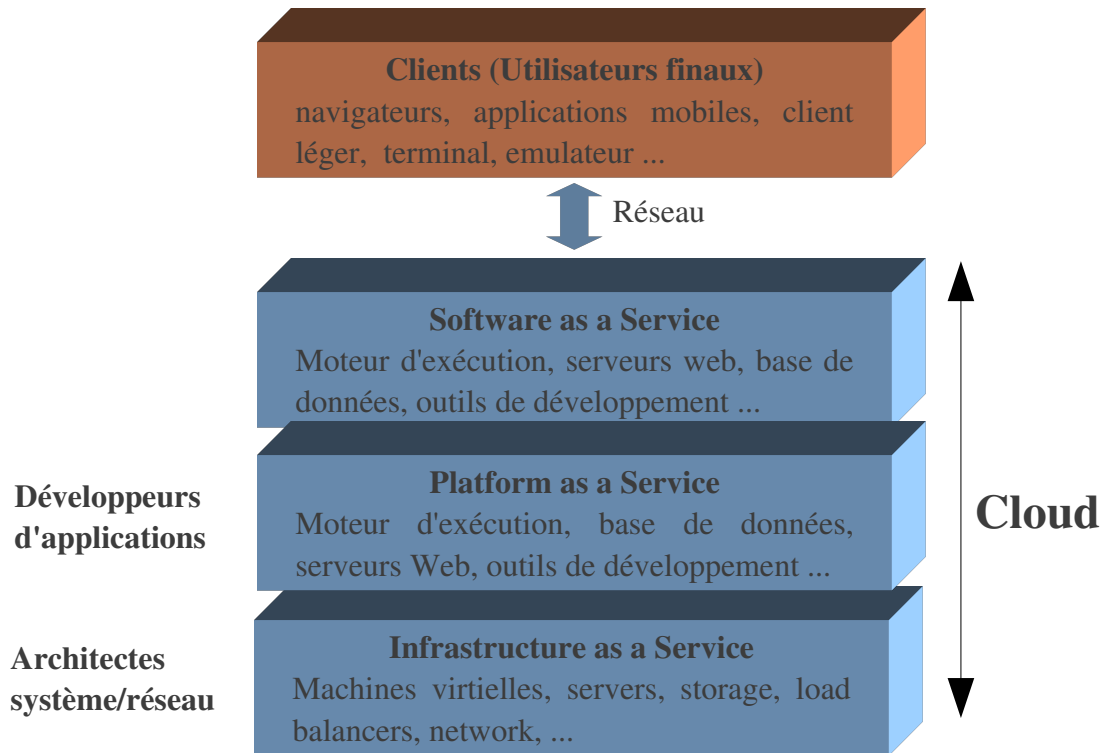 Clients (Utilisateurs finaux)
navigateurs, applications mobiles, client
léger, terminal, emulateur ...
Réseau
Software as a Service
Moteur d'exécution, serveurs web, base de
données, outils de développement ...
Développeurs
d'applications
Platform as a Service
Moteur d'exécution, base de données,
serveurs Web, outils de développement ...
Cloud
Architectes
système/réseau
Infrastructure as a Service
Machines virtielles, servers, storage, load
balancers, network, ...